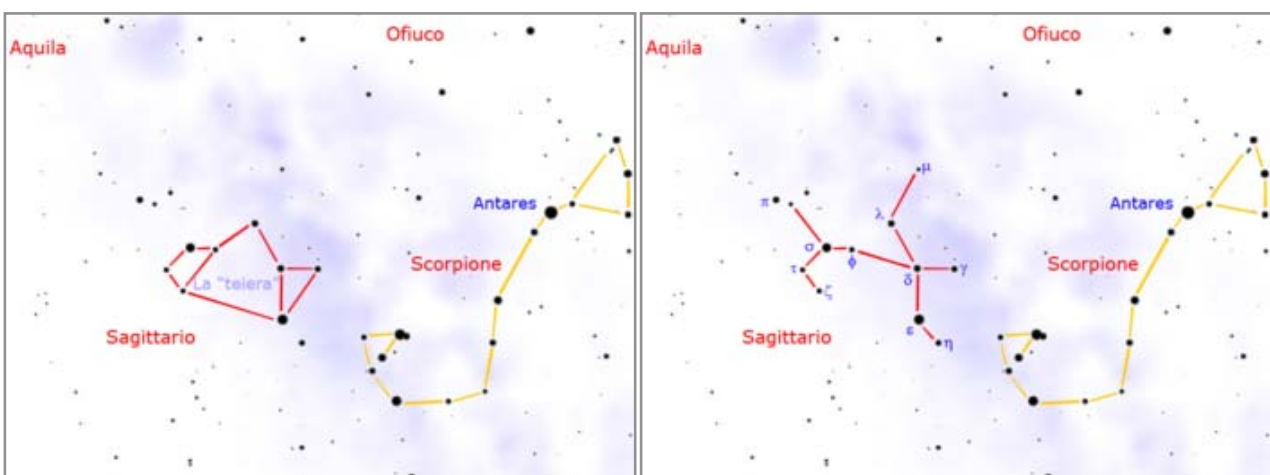 Aquila
Ofiuco
Antares
Scorpione
La "teiera"
Sagittario
τ
Aquila
Ofiuco
μ
π
Antares
λ
σ
φ
Scorpione
τ
δ
γ
ζ
ε
Sagittario
η
τ